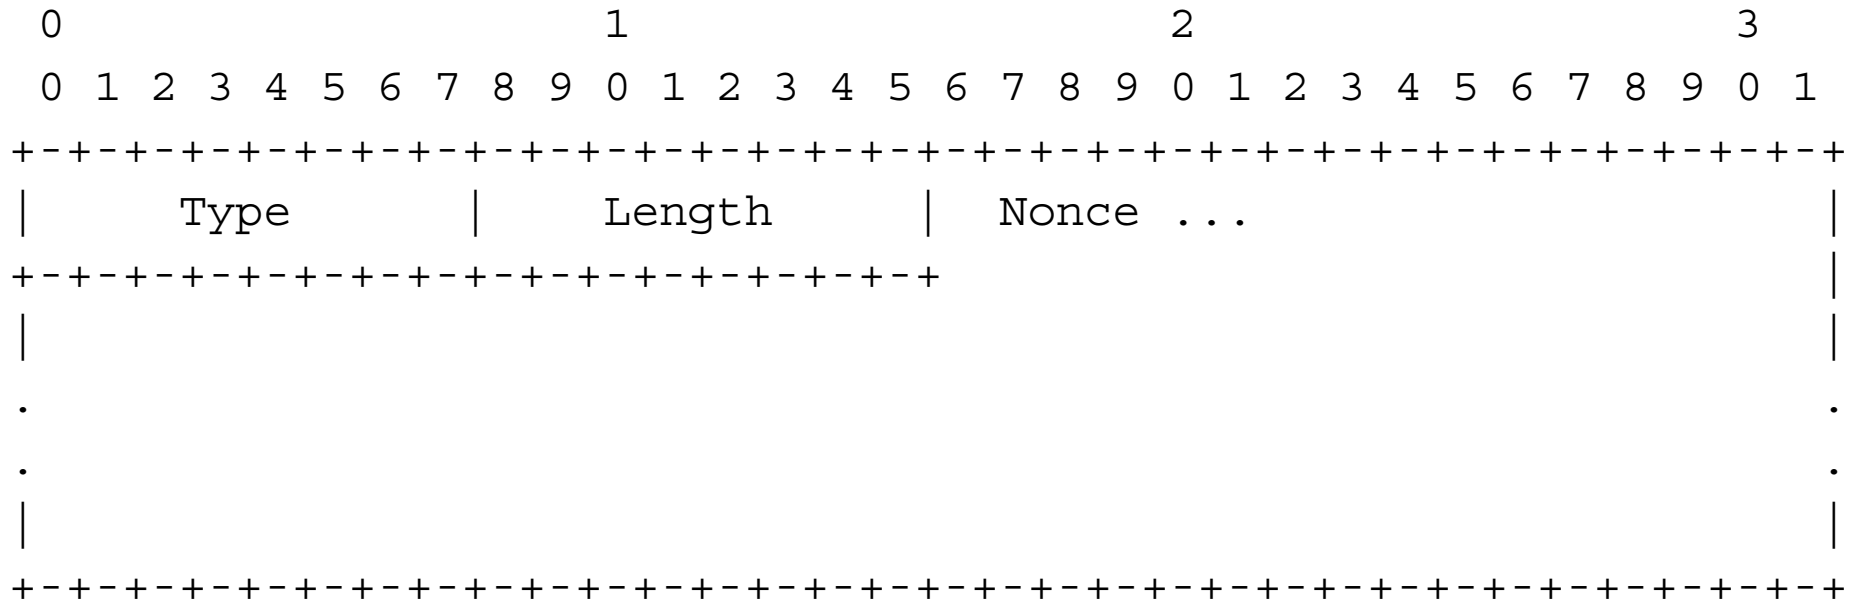 0                   1                   2                   3
 0 1 2 3 4 5 6 7 8 9 0 1 2 3 4 5 6 7 8 9 0 1 2 3 4 5 6 7 8 9 0 1
+-+-+-+-+-+-+-+-+-+-+-+-+-+-+-+-+-+-+-+-+-+-+-+-+-+-+-+-+-+-+-+-+
|     Type      |    Length     |  Nonce ...                    |
+-+-+-+-+-+-+-+-+-+-+-+-+-+-+-+-+                               |
|                                                               |
.                                                               .
.                                                               .
|                                                               |
+-+-+-+-+-+-+-+-+-+-+-+-+-+-+-+-+-+-+-+-+-+-+-+-+-+-+-+-+-+-+-+-+